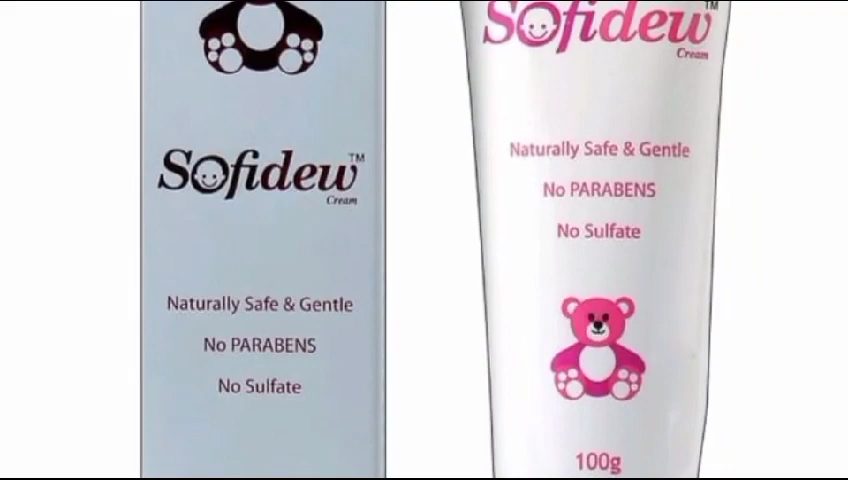 Sofidew™
Cream
Naturally Safe & Gentle
No PARABENS
No Sulfate
Sofidew™
Cream
Naturally Safe & Gentle
No PARABENS
No Sulfate
100g